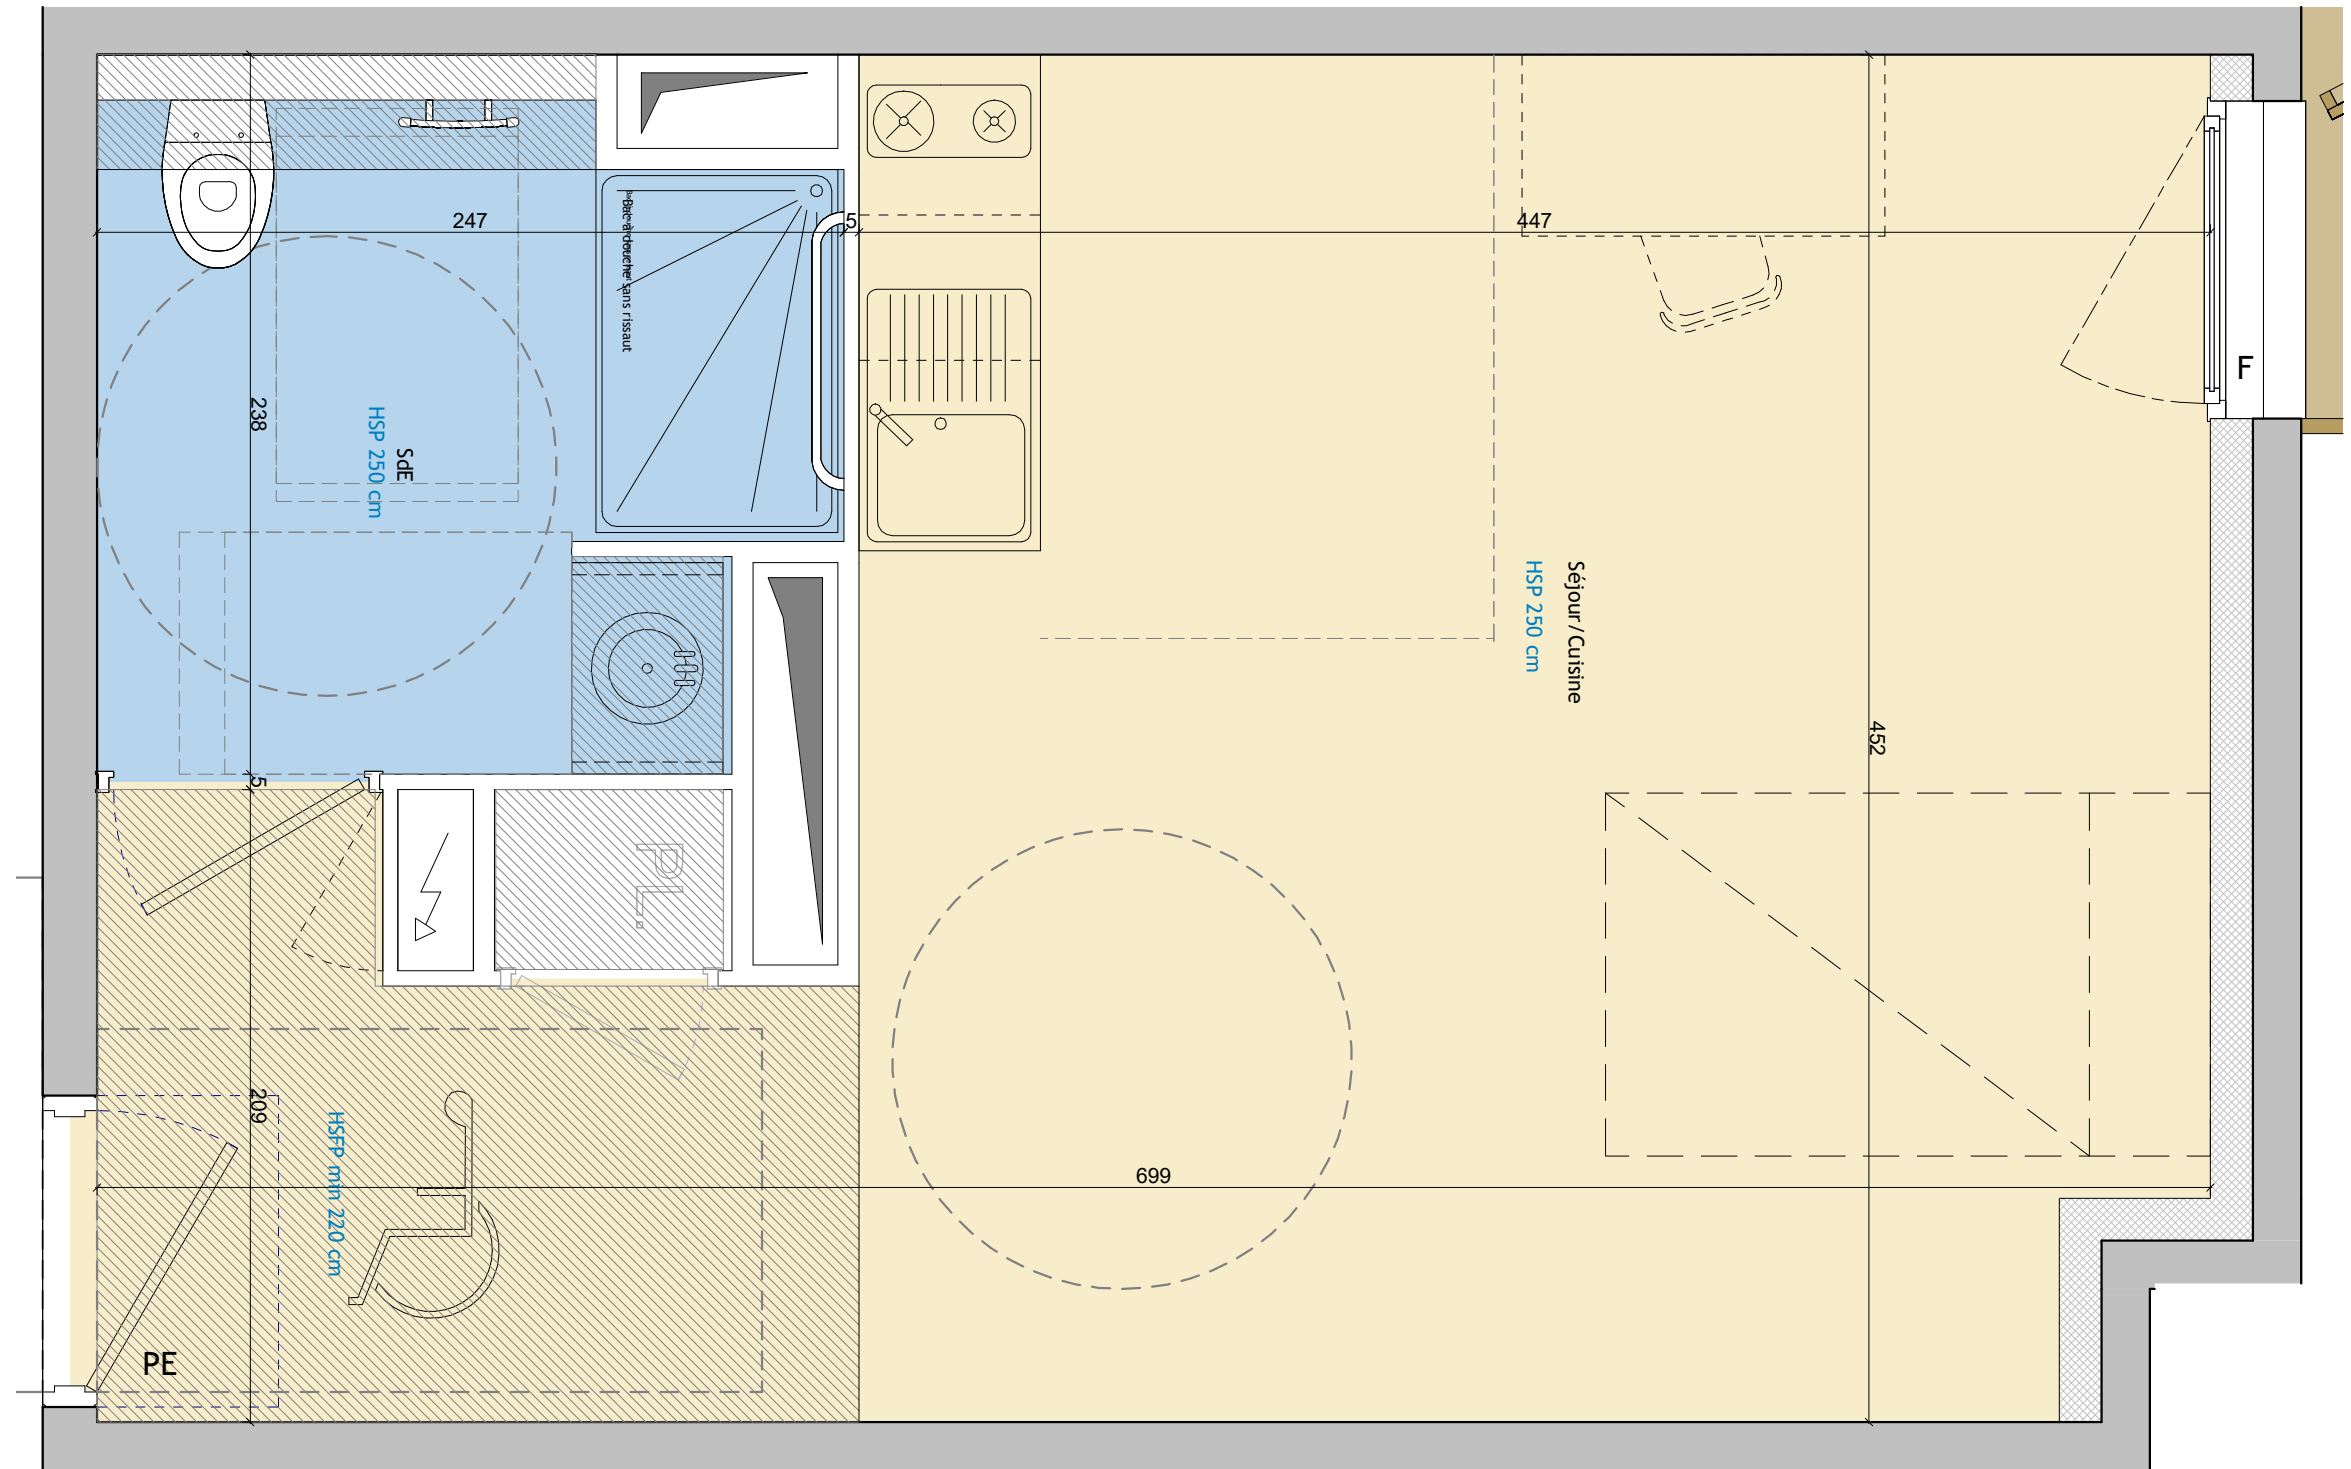 247
5
447
F
238
SdE
HSP 250 cm
Bac à douche sans rissaut
Séjour / Cuisine
HSP 250 cm
452
5
PL.
209
HSFP min 220 cm
699
PE